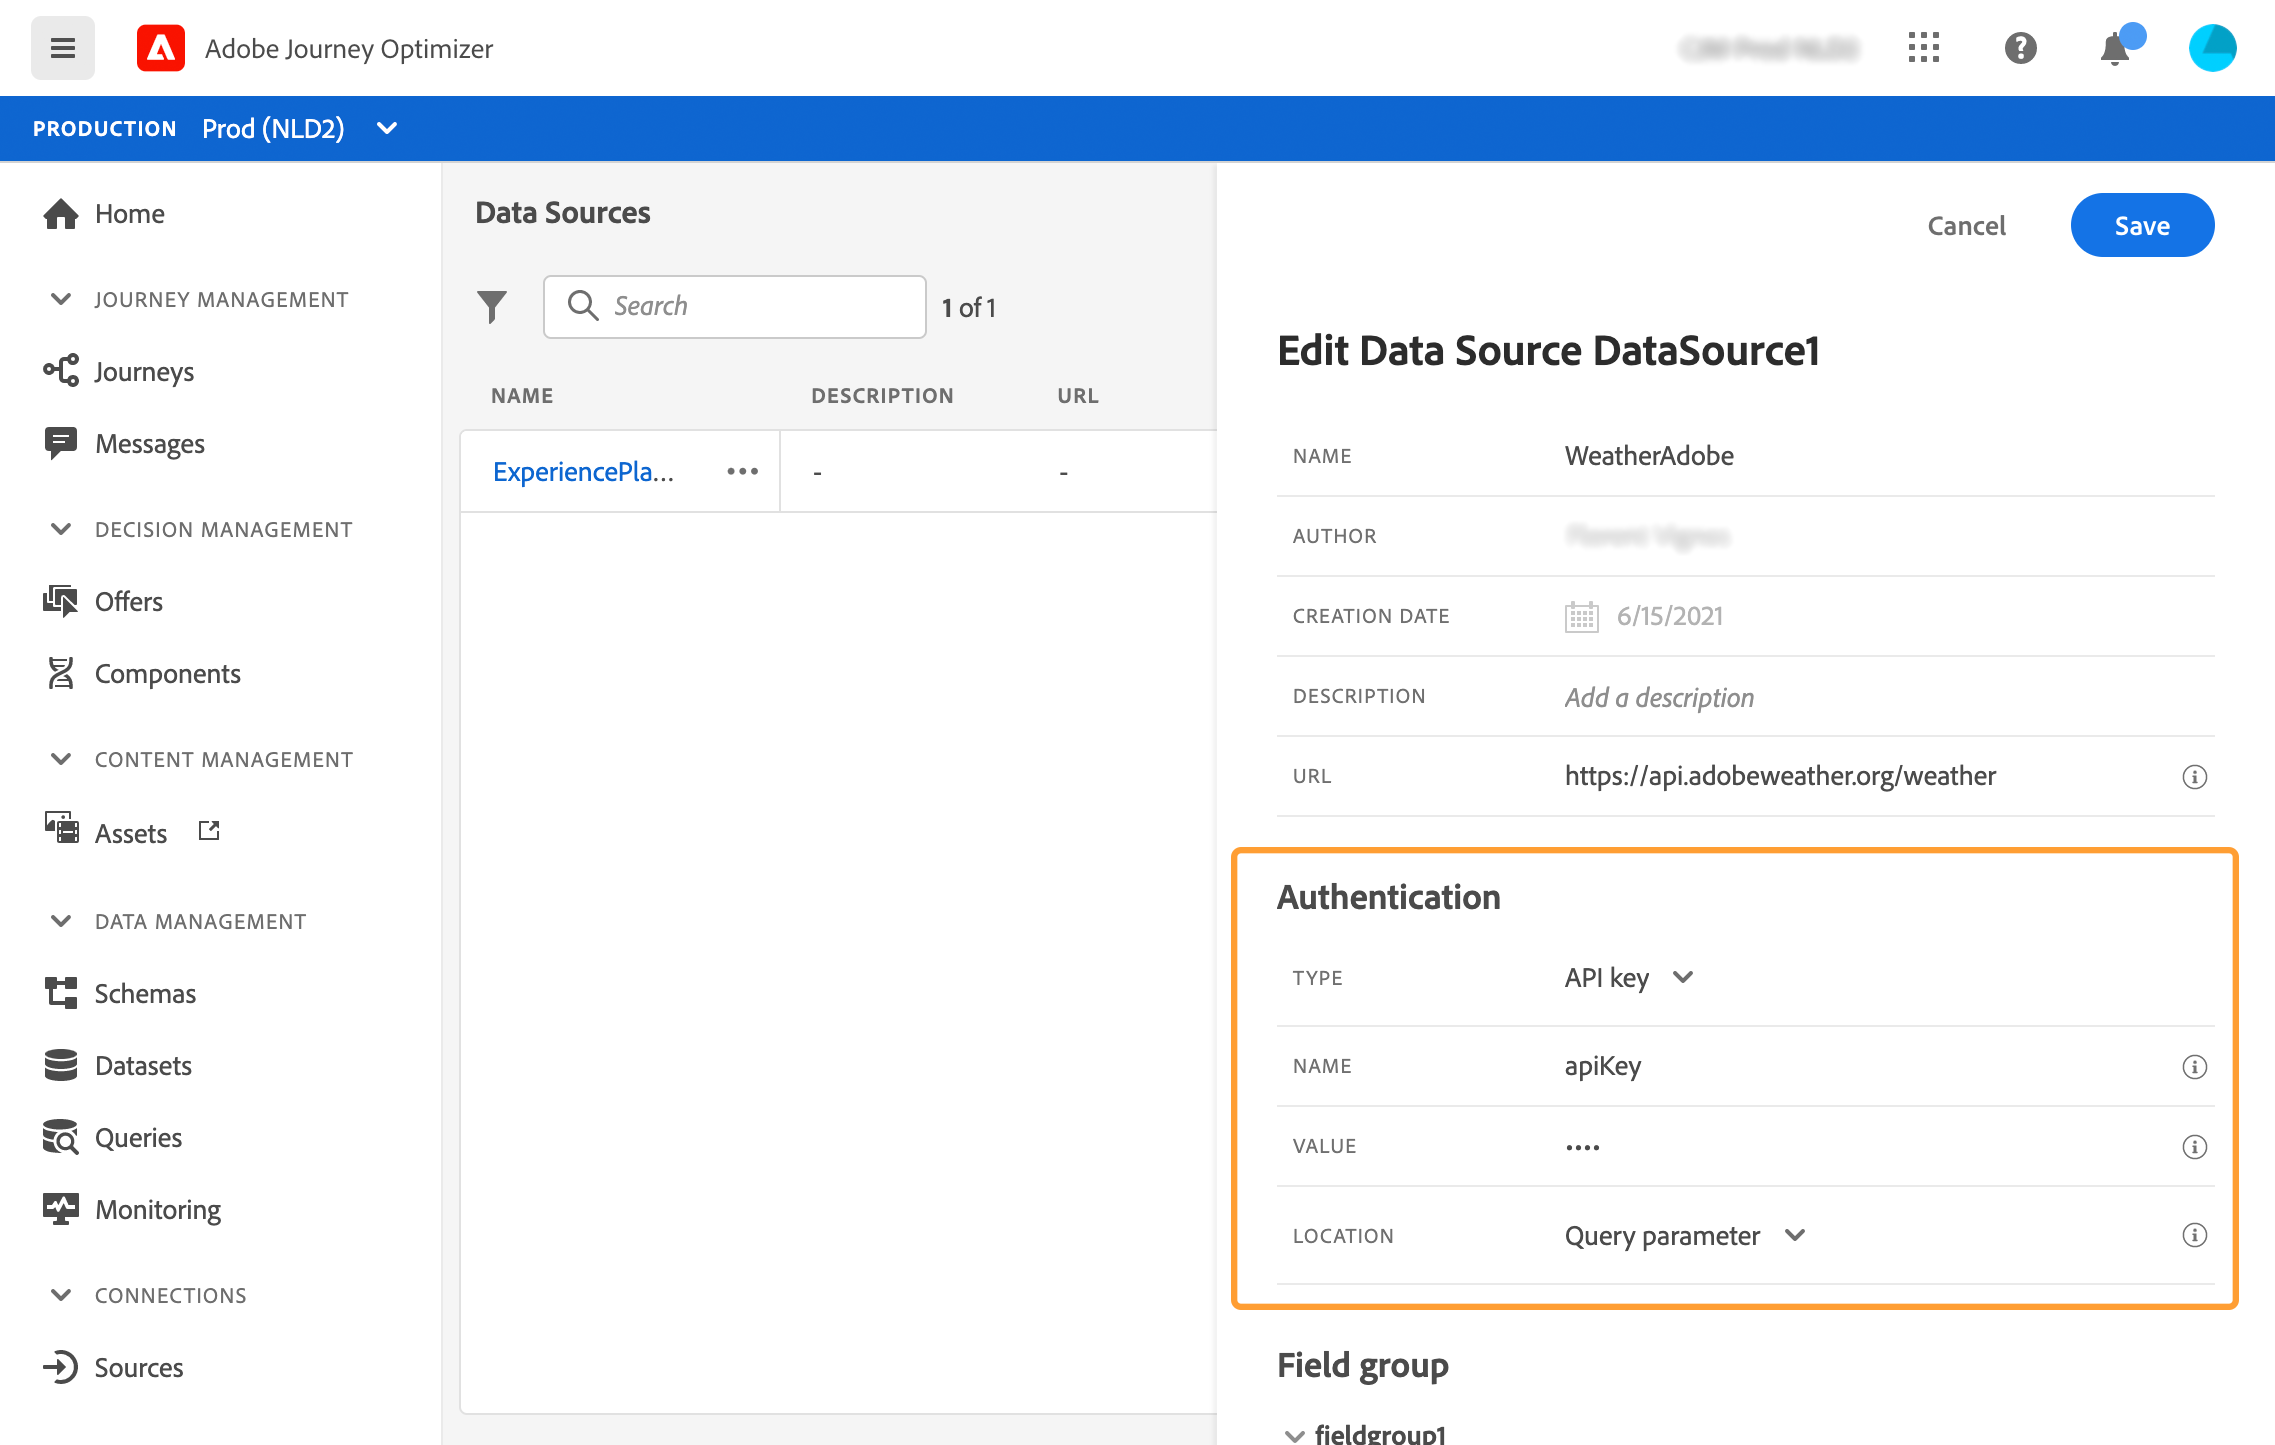 Adobe Journey Optimizer
PRODUCTION Prod (NLD2)
Home
JOURNEY MANAGEMENT
Journeys
Messages
DECISION MANAGEMENT
Offers
Components
CONTENT MANAGEMENT
Assets
DATA MANAGEMENT
Schemas
Datasets
Queries
Monitoring
CONNECTIONS
Sources
Data Sources
Search
1 of 1
NAME DESCRIPTION URL
ExperiencePla... - -
Cancel
Save
Edit Data Source DataSource1
NAME WeatherAdobe
AUTHOR
CREATION DATE 6/15/2021
DESCRIPTION Add a description
URL https://api.adobeweather.org/weather
Authentication
TYPE API key
NAME apiKey
VALUE ••••
LOCATION Query parameter
Field group
fieldgroup1